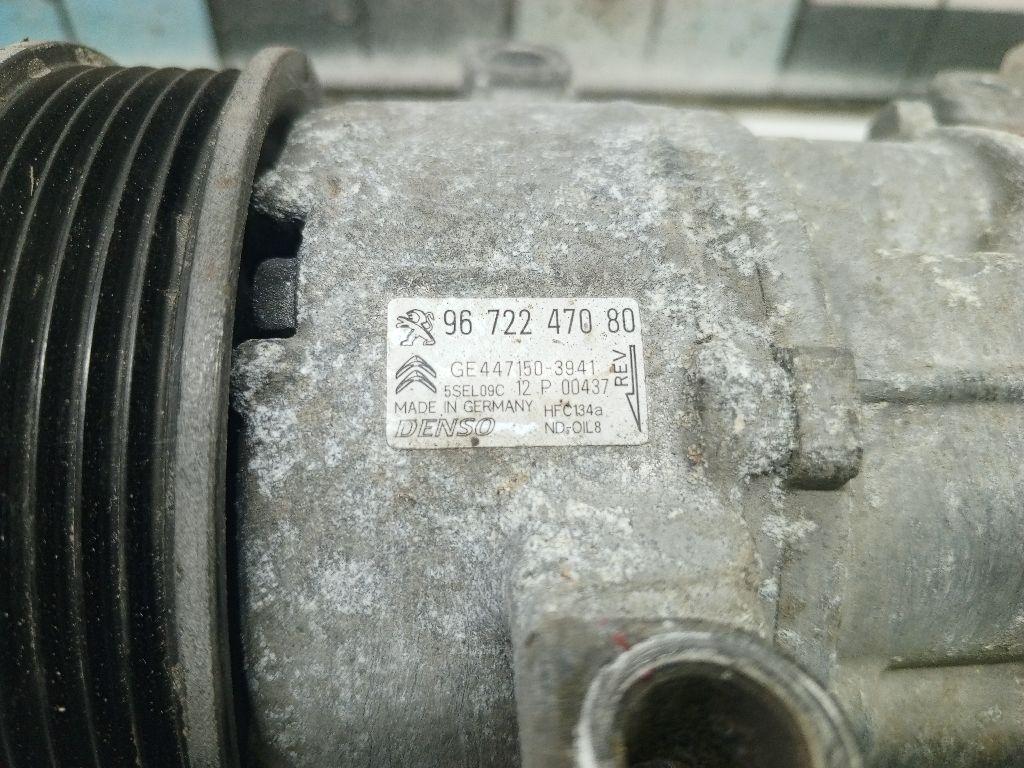 96 722 470 80
GE447150-3941
5SEL09C 12 P 00437
MADE IN GERMANY HFC134a
DENSO ND-OIL8
REV